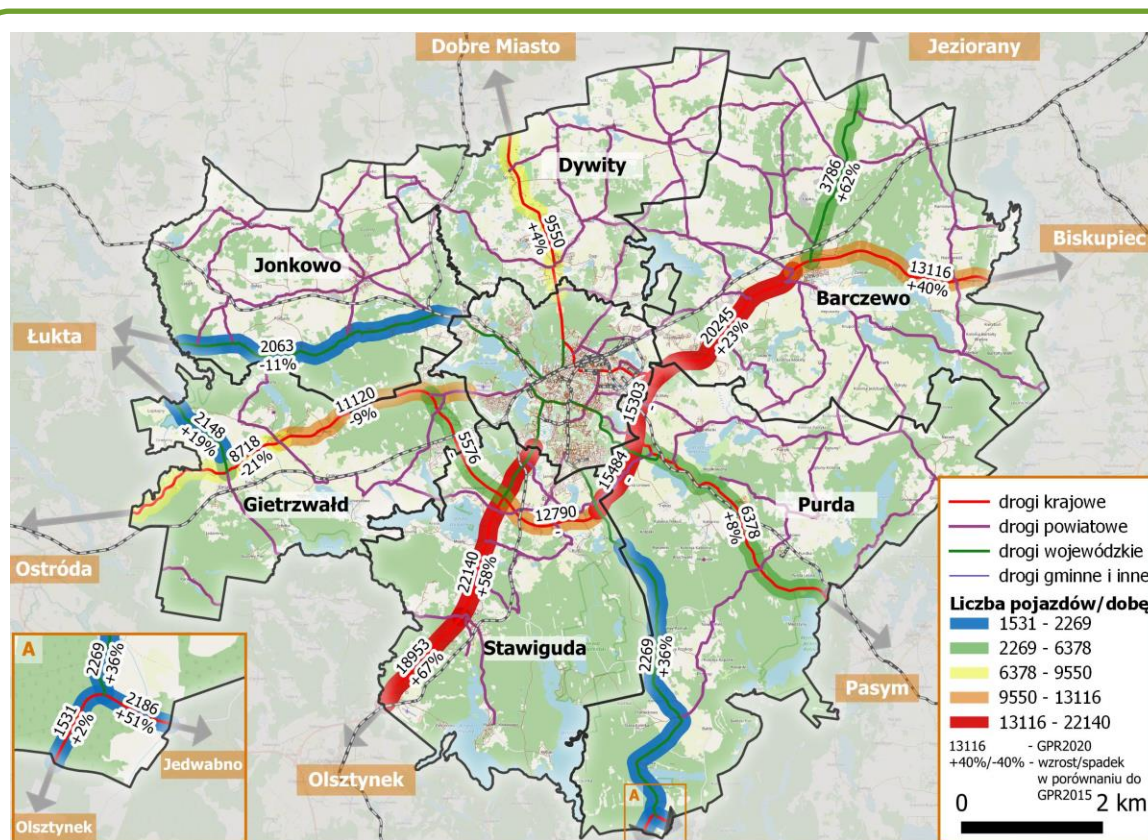 Dobre Miasto
Jeziorany
Dywity
3786
+62%
9550
+4%
Biskupiec
Jonkowo
13116
+40%
Barczewo
20245
+23%
Łukta
2063
-11%
11120
-9%
15303
-
2148
+19%
8718
-21%
5576
-
15484
-
Gietrzwałd
12790
-
Purda
6378
+8%
Ostróda
22140
+58%
Stawiguda
18953
+67%
2269
+36%
Pasym
Olsztynek
A
A
2269
+36%
1531
+2%
2186
+51%
Jedwabno
Olsztynek
drogi krajowe
drogi powiatowe
drogi wojewódzkie
drogi gminne i inne
Liczba pojazdów/dobę
1531 - 2269
2269 - 6378
6378 - 9550
9550 - 13116
13116 - 22140
13116 - GPR2020
+40%/-40% - wzrost/spadek
w porównaniu do
GPR2015
0 2 km